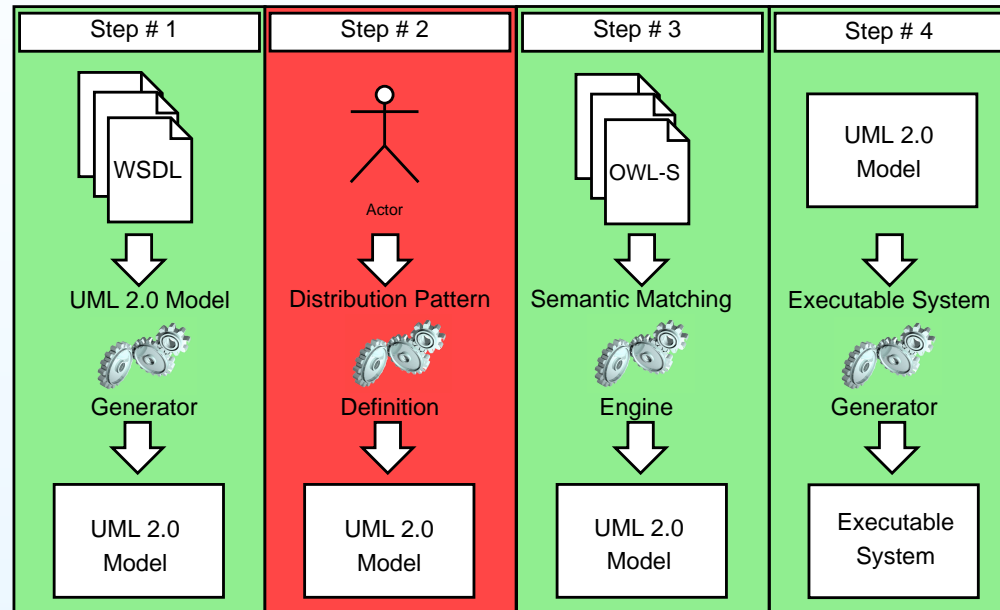 Step # 1
WSDL
UML 2.0 Model
Generator
UML 2.0
Model
Step # 2
Actor
Distribution Pattern
Definition
UML 2.0
Model
Step # 3
OWL-S
Semantic Matching
Engine
UML 2.0
Model
Step # 4
UML 2.0
Model
Executable System
Generator
Executable
System